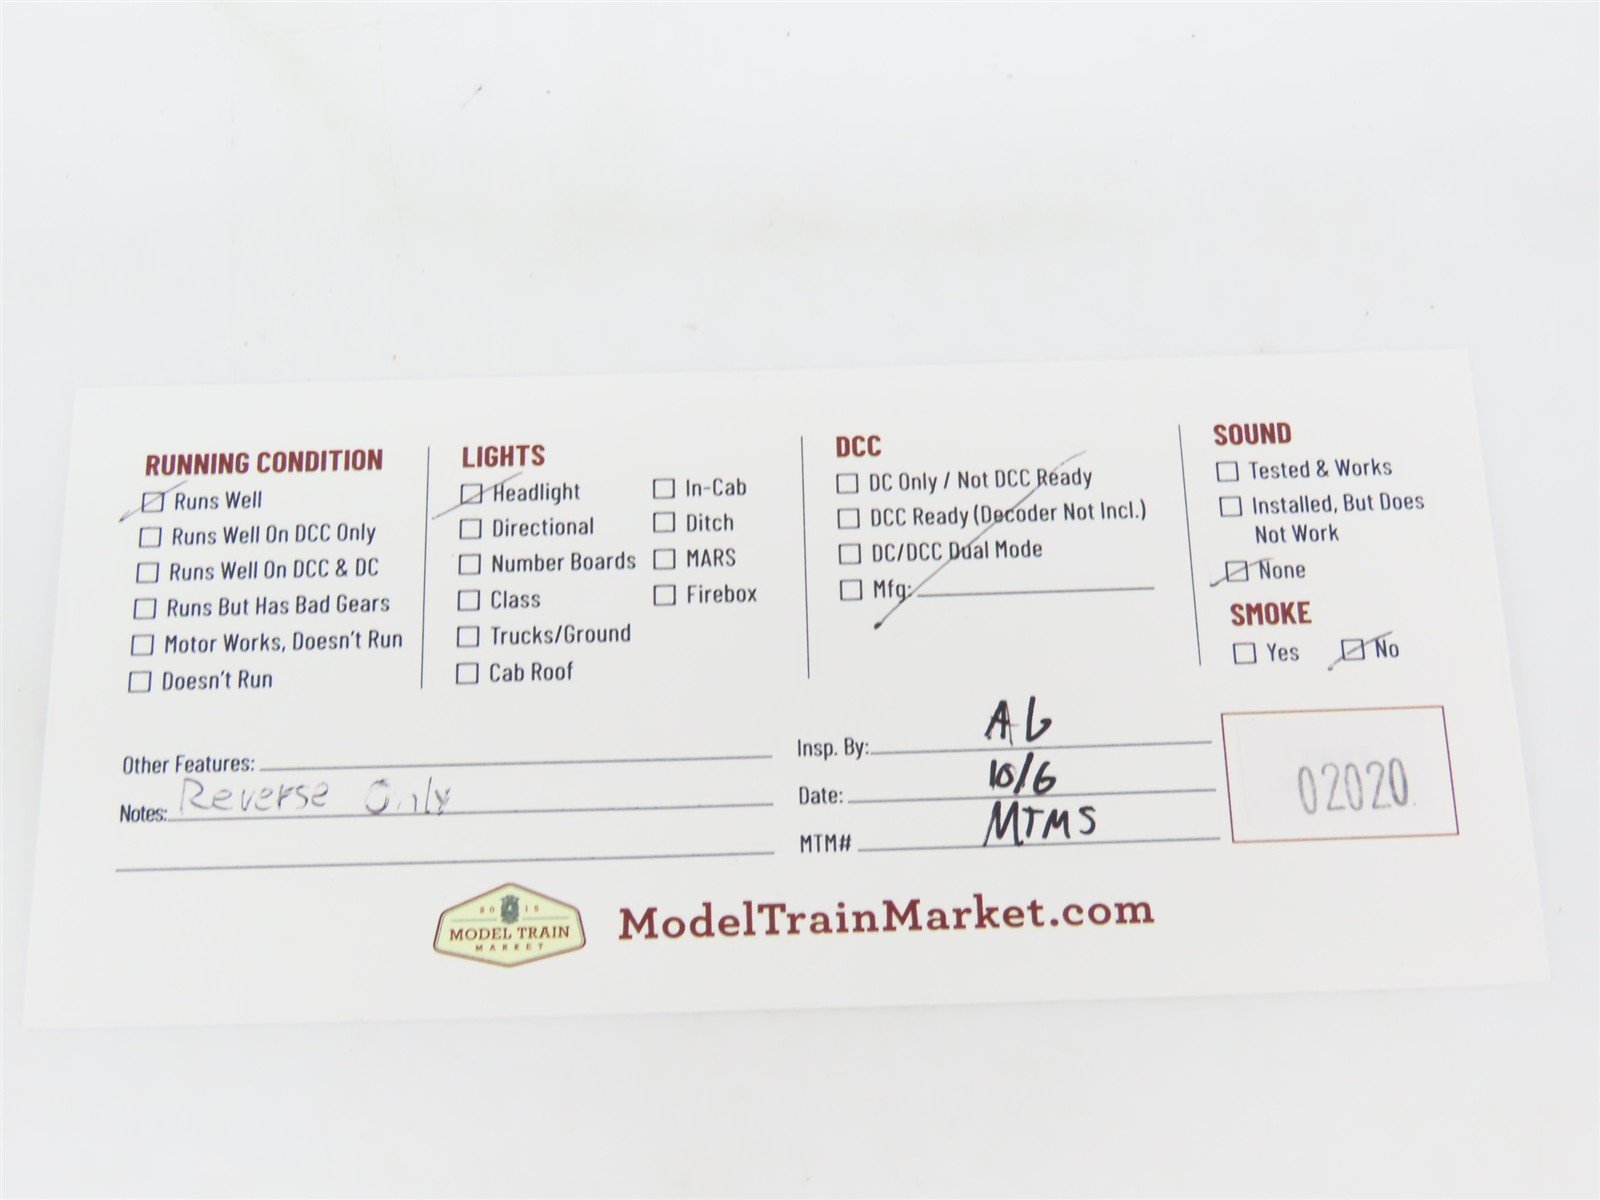 RUNNING CONDITION
Runs Well
Runs Well On DCC Only
Runs Well On DCC & DC
Runs But Has Bad Gears
Motor Works, Doesn't Run
Doesn't Run
LIGHTS
Headlight
Directional
Number Boards
Class
Trucks/Ground
Cab Roof
In-Cab
Ditch
MARS
Firebox
DCC
DC Only / Not DCC Ready
DCC Ready (Decoder Not Incl.)
DC/DCC Dual Mode
Mfg:
SOUND
Tested & Works
Installed, But Does
Not Work
None
SMOKE
Yes No
Other Features:
Notes: Reverse Only
Insp. By: AG
Date: 10/6
MTM# MTMS
02020
2015
MODEL TRAIN
MARKET
ModelTrainMarket.com